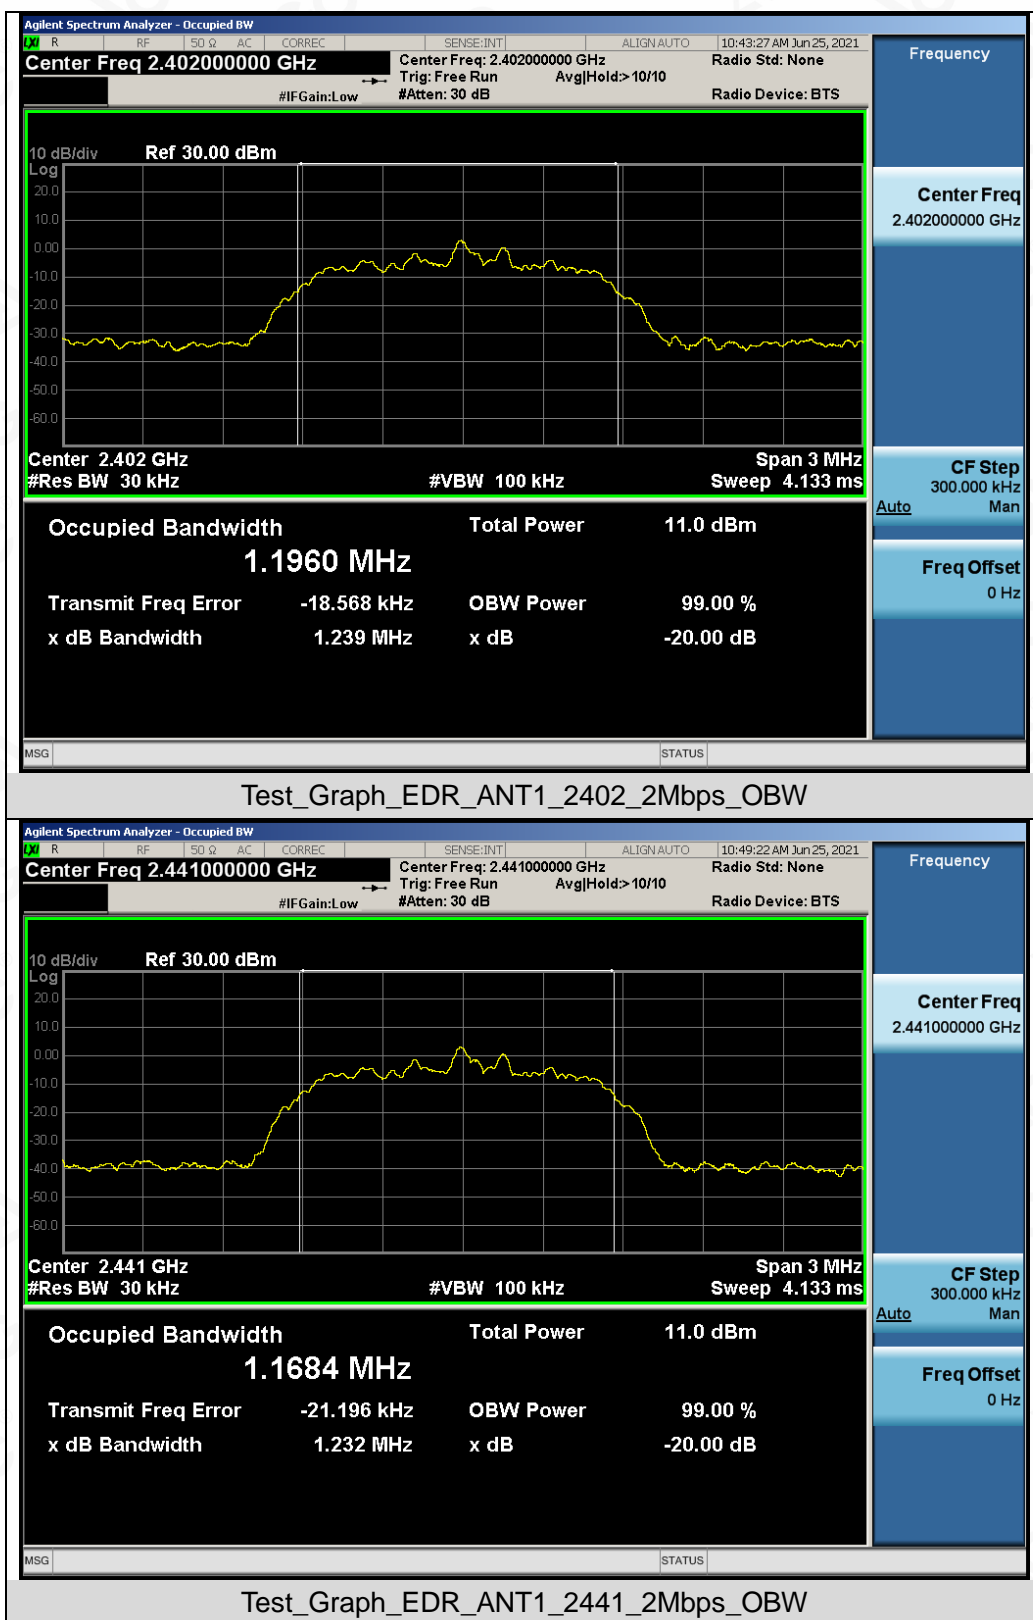 Agilent Spectrum Analyzer - Occupied BW
LXI R RF 50 Ω AC CORREC SENSE:INT ALIGN AUTO 10:43:27 AM Jun 25, 2021
Center Freq 2.402000000 GHz Center Freq: 2.402000000 GHz Radio Std: None
Trig: Free Run Avg|Hold:> 10/10
#IFGain:Low #Atten: 30 dB Radio Device: BTS
Frequency
10 dB/div Ref 30.00 dBm
Log
20.0
10.0
0.00
-10.0
-20.0
-30.0
-40.0
-50.0
-60.0
Center 2.402 GHz Span 3 MHz
#Res BW 30 kHz #VBW 100 kHz Sweep 4.133 ms
Center Freq
2.402000000 GHz
CF Step
300.000 kHz
Auto Man
Freq Offset
0 Hz
Occupied Bandwidth Total Power 11.0 dBm
1.1960 MHz
Transmit Freq Error -18.568 kHz OBW Power 99.00 %
x dB Bandwidth 1.239 MHz x dB -20.00 dB
MSG STATUS
Test_Graph_EDR_ANT1_2402_2Mbps_OBW
Agilent Spectrum Analyzer - Occupied BW
LXI R RF 50 Ω AC CORREC SENSE:INT ALIGN AUTO 10:49:22 AM Jun 25, 2021
Center Freq 2.441000000 GHz Center Freq: 2.441000000 GHz Radio Std: None
Trig: Free Run Avg|Hold:> 10/10
#IFGain:Low #Atten: 30 dB Radio Device: BTS
Frequency
10 dB/div Ref 30.00 dBm
Log
20.0
10.0
0.00
-10.0
-20.0
-30.0
-40.0
-50.0
-60.0
Center 2.441 GHz Span 3 MHz
#Res BW 30 kHz #VBW 100 kHz Sweep 4.133 ms
Center Freq
2.441000000 GHz
CF Step
300.000 kHz
Auto Man
Freq Offset
0 Hz
Occupied Bandwidth Total Power 11.0 dBm
1.1684 MHz
Transmit Freq Error -21.196 kHz OBW Power 99.00 %
x dB Bandwidth 1.232 MHz x dB -20.00 dB
MSG STATUS
Test_Graph_EDR_ANT1_2441_2Mbps_OBW